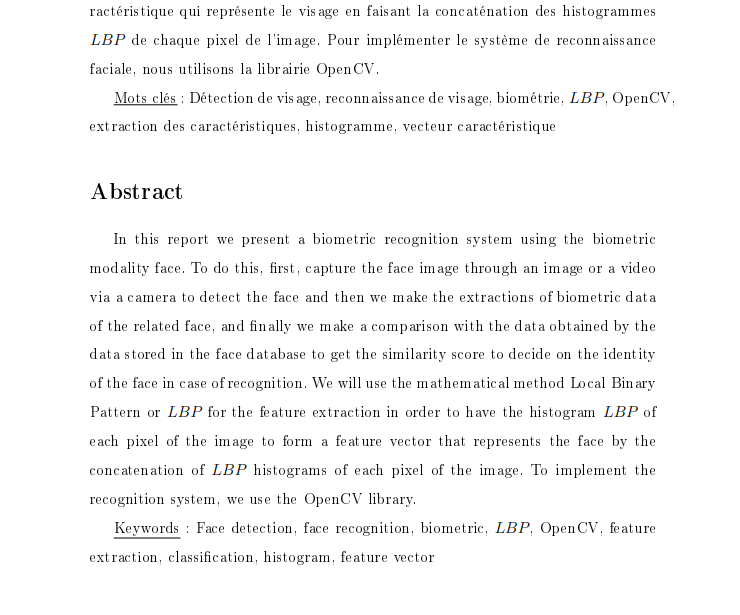 ractéristique qui représente le visage en faisant la concaténation des histogrammes
LBP de chaque pixel de l'image. Pour implémenter le système de reconnaissance
faciale, nous utilisons la librairie OpenCV.
Mots clés : Détection de visage, reconnaissance de visage, biométrie, LBP, OpenCV,
extraction des caractéristiques, histogramme, vecteur caractéristique
Abstract
In this report we present a biometric recognition system using the biometric
modality face. To do this, first, capture the face image through an image or a video
via a camera to detect the face and then we make the extractions of biometric data
of the related face, and finally we make a comparison with the data obtained by the
data stored in the face database to get the similarity score to decide on the identity
of the face in case of recognition. We will use the mathematical method Local Binary
Pattern or LBP for the feature extraction in order to have the histogram LBP of
each pixel of the image to form a feature vector that represents the face by the
concatenation of LBP histograms of each pixel of the image. To implement the
recognition system, we use the OpenCV library.
Keywords : Face detection, face recognition, biometric, LBP, OpenCV, feature
extraction, classification, histogram, feature vector